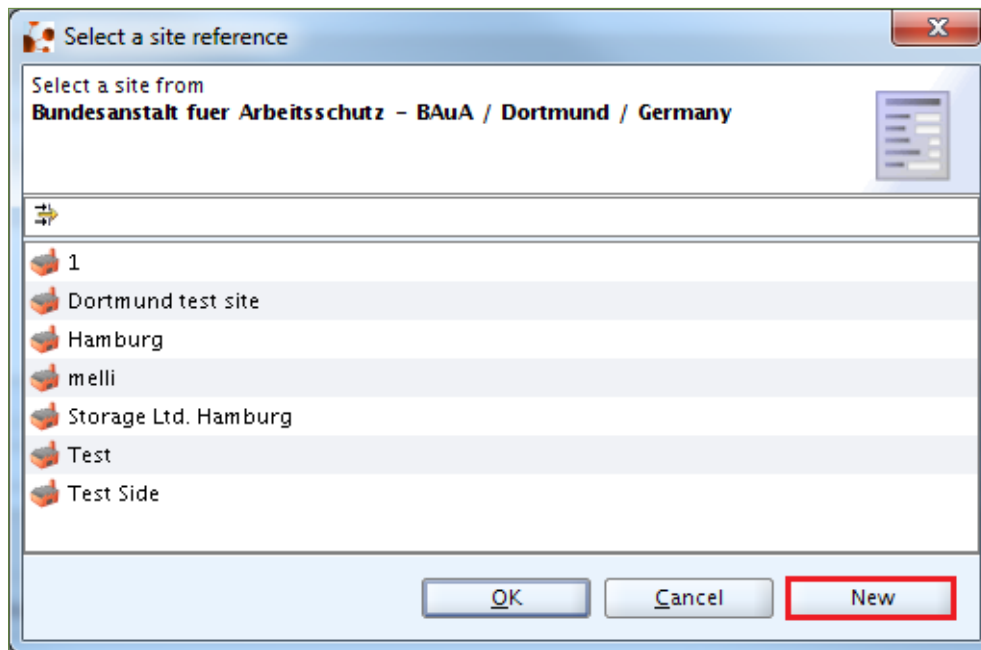 Select a site reference
Select a site from
Bundesanstalt fuer Arbeitsschutz - BAuA / Dortmund / Germany
1
Dortmund test site
Hamburg
melli
Storage Ltd. Hamburg
Test
Test Side
OK Cancel New